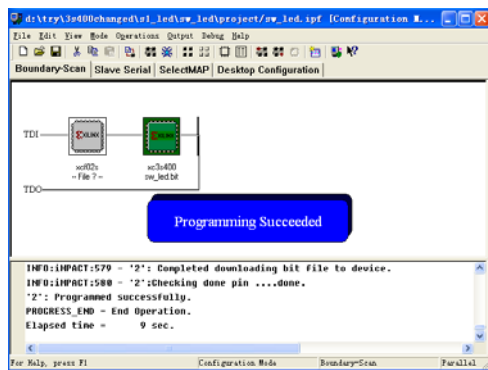 d:\try\3s400changed\s1_led\sw_led\project/sw_led.ipf [Configuration M...
File Edit View Mode Operations Output Debug Help
Boundary-Scan Slave Serial SelectMAP Desktop Configuration
TDI
XILINX XILINX
xcf02s xc3s400
-- File ? -- sw_led.bit
TDO
Programming Succeeded
INFO:iMPACT:579 - '2': Completed downloading bit file to device.
INFO:iMPACT:580 - '2':Checking done pin ....done.
'2': Programmed successfully.
PROGRESS_END - End Operation.
Elapsed time = 9 sec.
For Help, press F1 Configuration Mode Boundary-Scan Parallel